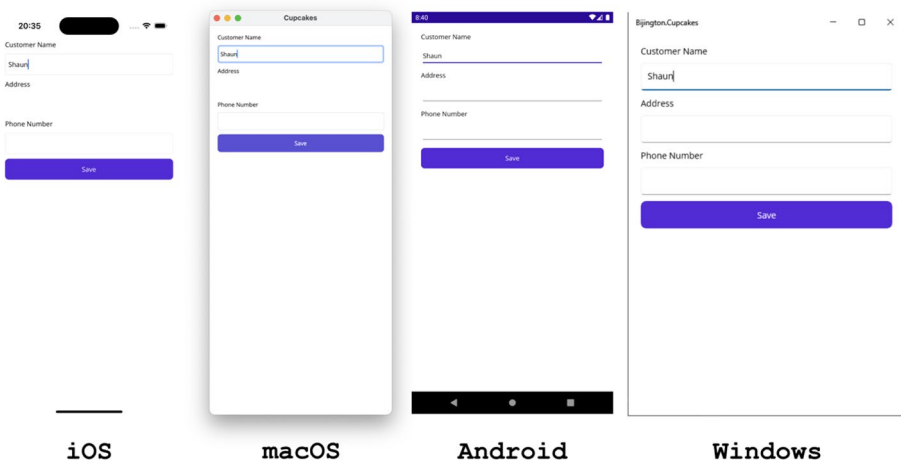 20:35
Customer Name
Shaun
Address
Phone Number
Save
Cupcakes
Customer Name
Shaun
Address
Phone Number
Save
8:40
Customer Name
Shaun
Address
Phone Number
Save
Bijington.Cupcakes
Customer Name
Shaun
Address
Phone Number
Save
iOS
macOS
Android
Windows